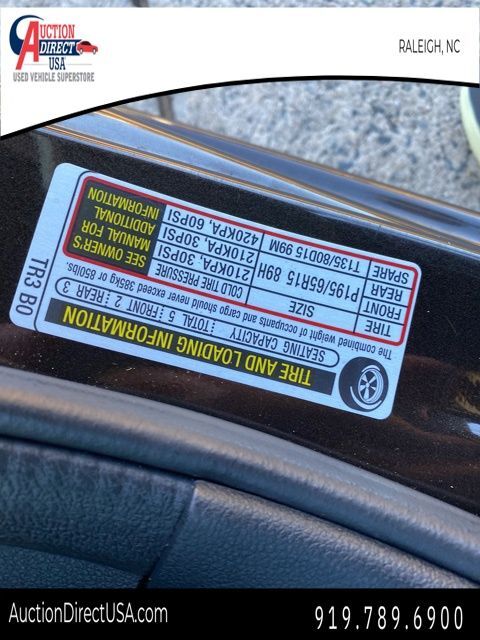 AUCTION
DIRECT
USA
USED VEHICLE SUPERSTORE
RALEIGH, NC
TIRE AND LOADING INFORMATION
SEATING CAPACITY : TOTAL 5 : FRONT 2 : REAR 3
The combined weight of occupants and cargo should never exceed 385kg or 850lbs.
TIRE SIZE COLD TIRE PRESSURE
FRONT P195/65R15 89H 210KPA, 30PSI
REAR 210KPA, 30PSI
SPARE T135/80D15 99M 420KPA, 60PSI
SEE OWNER'S
MANUAL FOR
ADDITIONAL
INFORMATION
TR3 B0
AuctionDirectUSA.com
919.789.6900